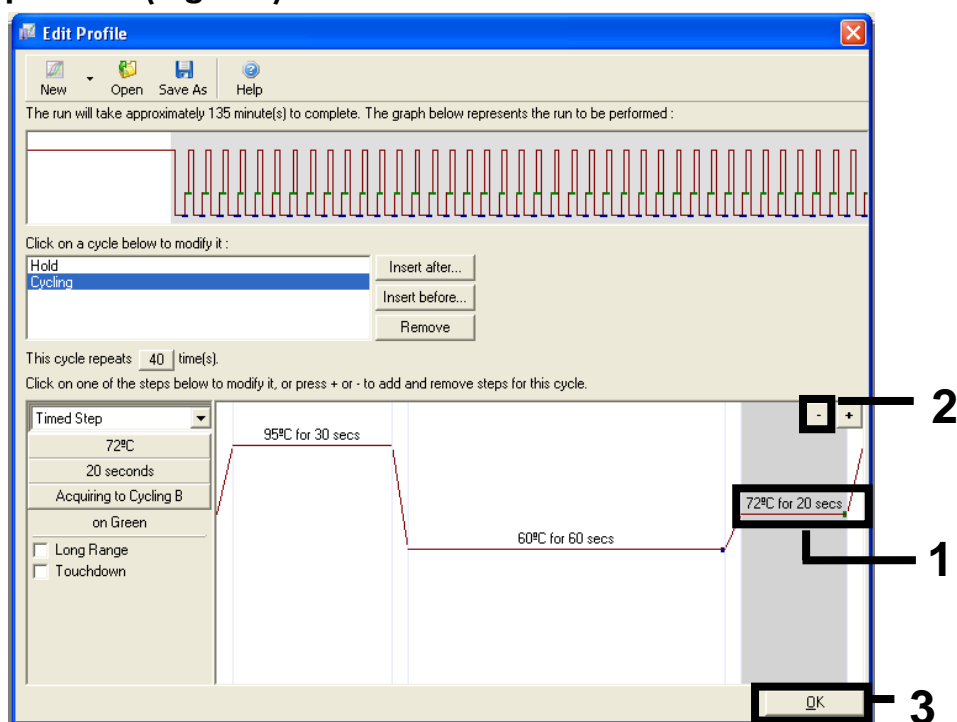 Edit Profile
New Open Save As Help
The run will take approximately 135 minute(s) to complete. The graph below represents the run to be performed :
Click on a cycle below to modify it :
Hold
Cycling
Insert after...
Insert before...
Remove
This cycle repeats 40 time(s).
Click on one of the steps below to modify it, or press + or - to add and remove steps for this cycle.
Timed Step
72ºC
20 seconds
Acquiring to Cycling B
on Green
Long Range
Touchdown
95ºC for 30 secs
60ºC for 60 secs
72ºC for 20 secs
- +
2
1
OK
3